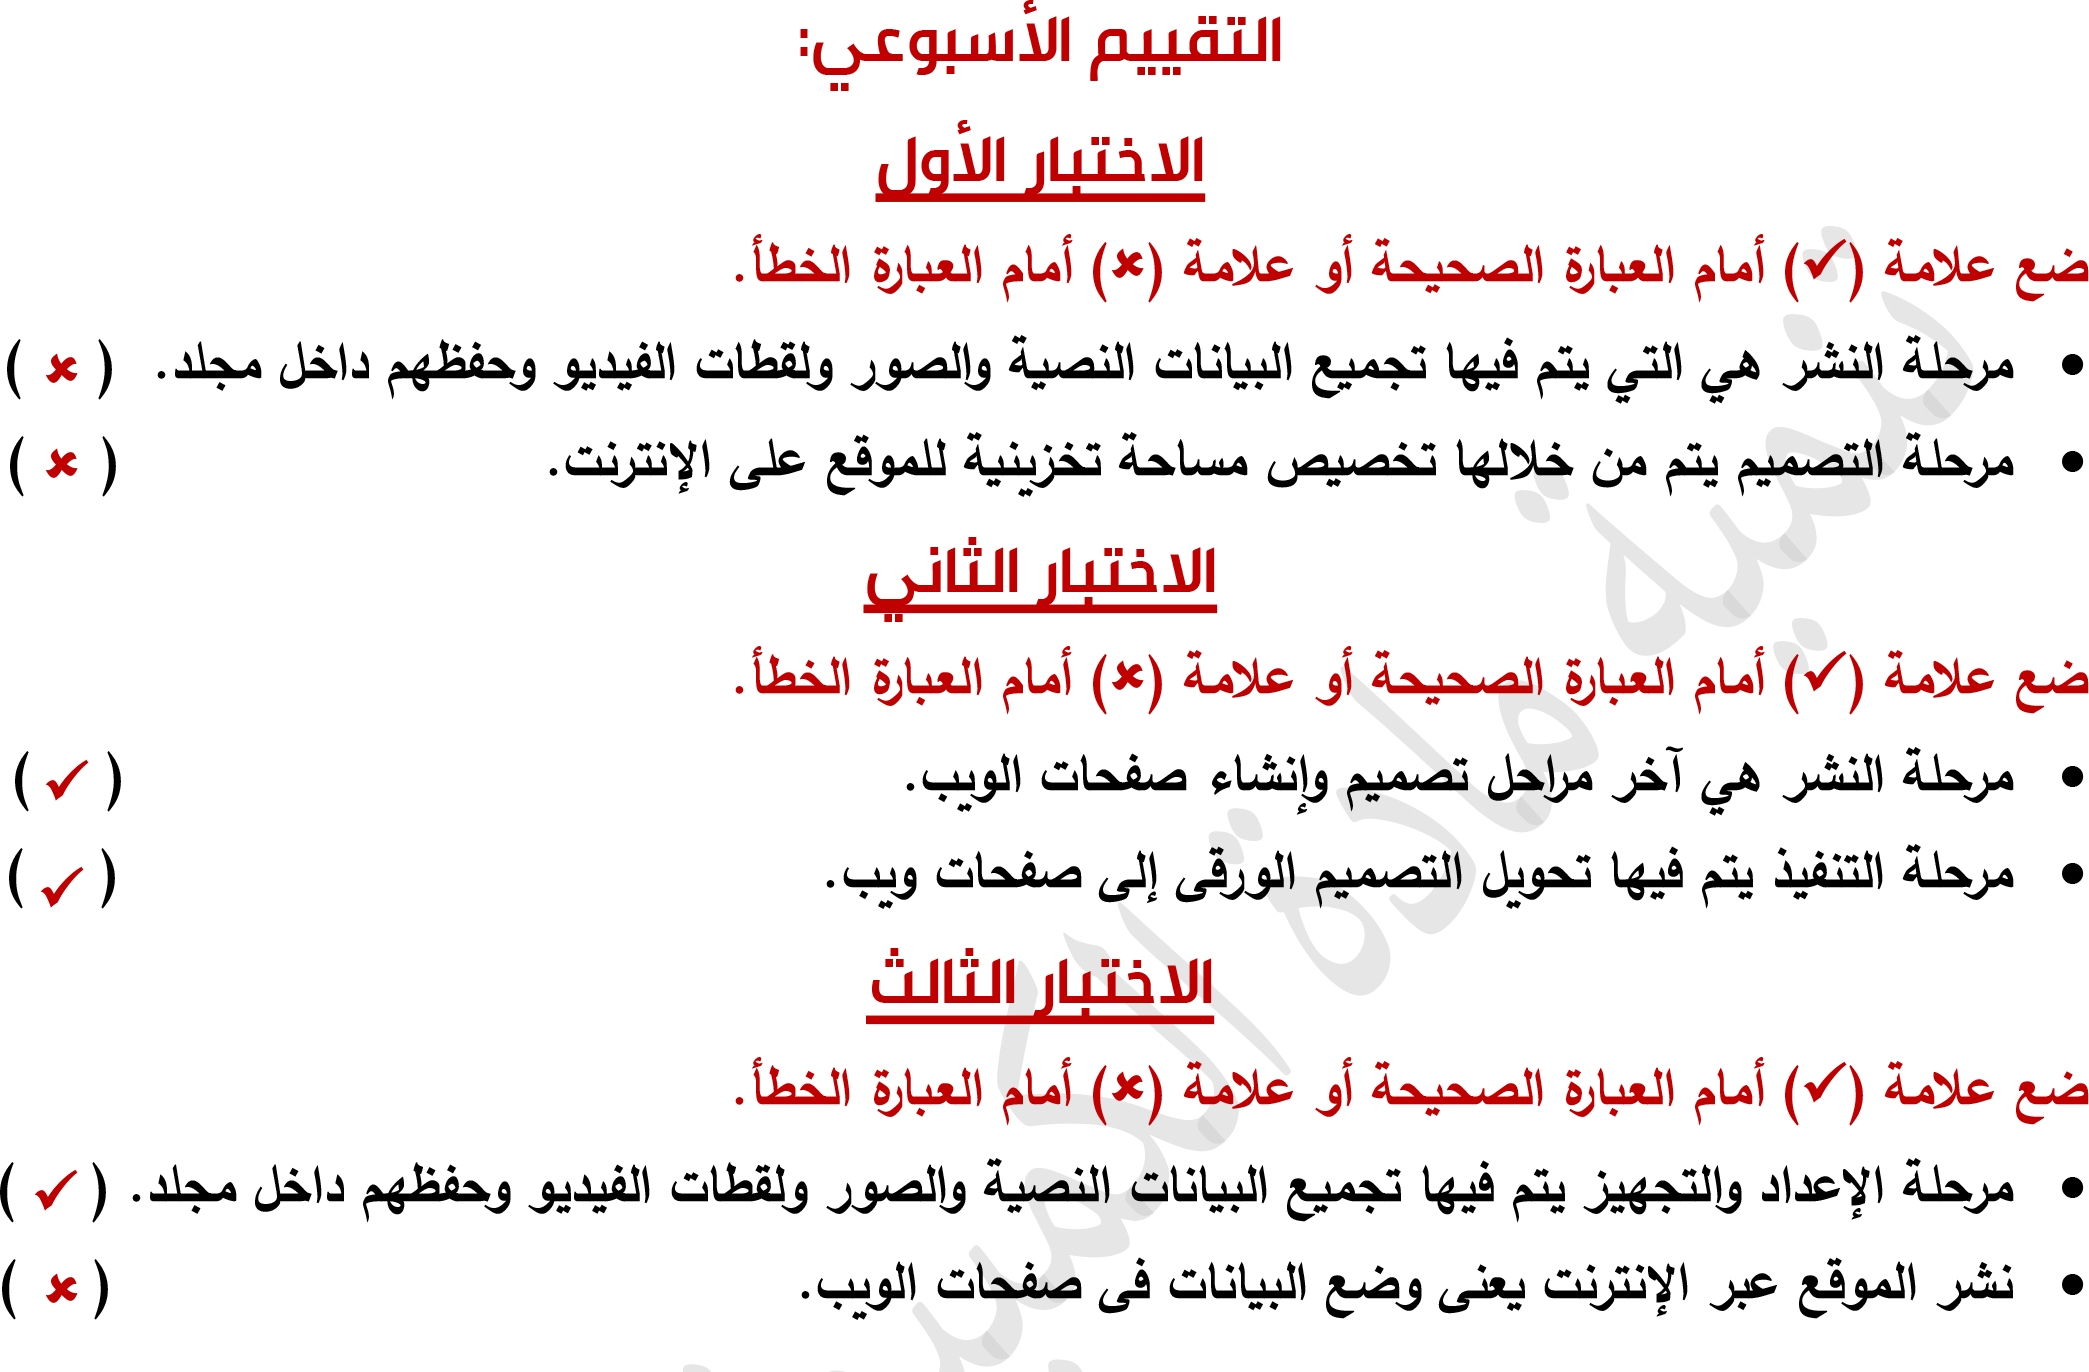 التقييم الأسبوعي:
الاختبار الأول
ضع علامة (✓) أمام العبارة الصحيحة أو علامة (✗) أمام العبارة الخطأ.
• مرحلة النشر هي التي يتم فيها تجميع البيانات النصية والصور ولقطات الفيديو وحفظهم داخل مجلد. ( ✗ )
• مرحلة التصميم يتم من خلالها تخصيص مساحة تخزينية للموقع على الإنترنت. ( ✗ )
الاختبار الثاني
ضع علامة (✓) أمام العبارة الصحيحة أو علامة (✗) أمام العبارة الخطأ.
• مرحلة النشر هي آخر مراحل تصميم وإنشاء صفحات الويب. ( ✓ )
• مرحلة التنفيذ يتم فيها تحويل التصميم الورقى إلى صفحات ويب. ( ✓ )
الاختبار الثالث
ضع علامة (✓) أمام العبارة الصحيحة أو علامة (✗) أمام العبارة الخطأ.
• مرحلة الإعداد والتجهيز يتم فيها تجميع البيانات النصية والصور ولقطات الفيديو وحفظهم داخل مجلد. ( ✓ )
• نشر الموقع عبر الإنترنت يعنى وضع البيانات فى صفحات الويب. ( ✗ )
تنمية مادة